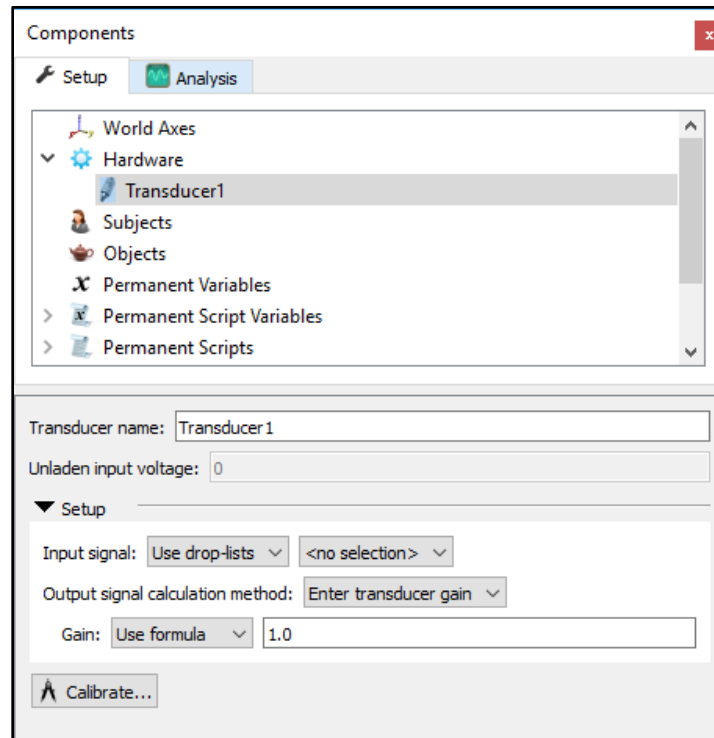 Components
x
Setup Analysis
World Axes
Hardware
Transducer1
Subjects
Objects
x Permanent Variables
x Permanent Script Variables
Permanent Scripts
Transducer name: Transducer1
Unladen input voltage: 0
Setup
Input signal: Use drop-lists <no selection>
Output signal calculation method: Enter transducer gain
Gain: Use formula 1.0
Calibrate...